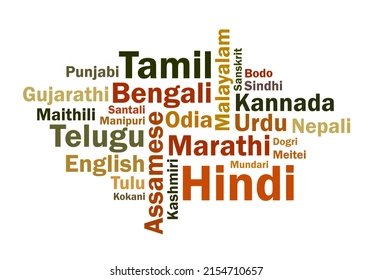 Tamil
Punjabi
Malayalam
Sanskrit
Bodo
Sindhi
Gujarathi
Bengali
Kannada
Maithili
Santali
Manipuri
Odia
Urdu
Nepali
Telugu
Assamese
Marathi
Dogri
Meitei
English
Kashmiri
Mundari
Tulu
Hindi
Kokani
shutterstock.com · 2154710657